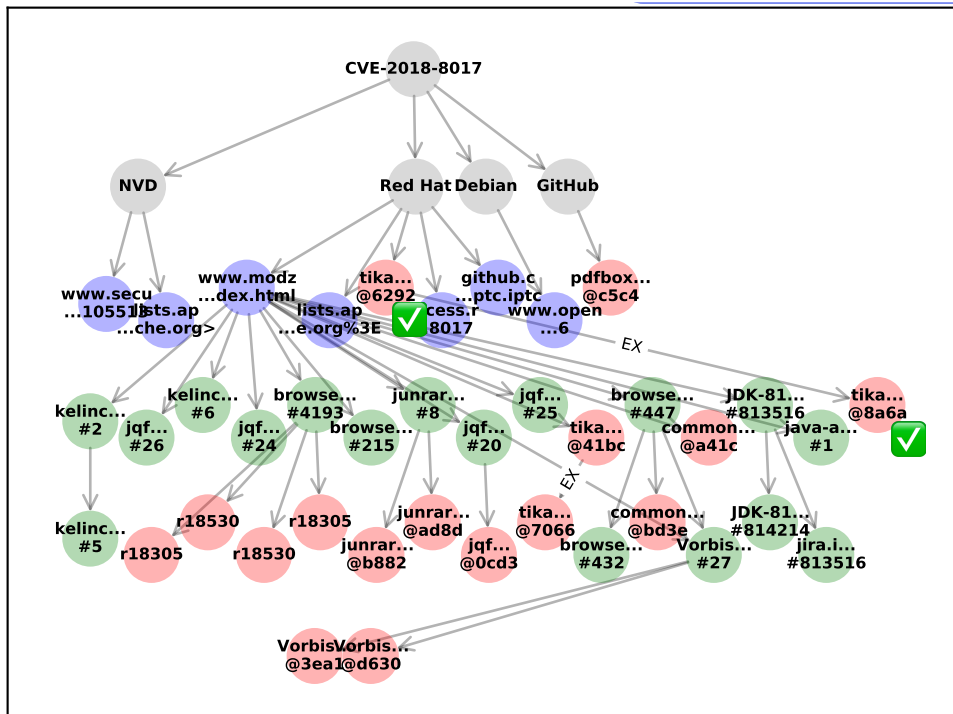 CVE-2018-8017
NVD
Red Hat
Debian
GitHub
www.secu
...10551
lists.ap
...che.org>
www.modz
...dex.html
lists.ap
...e.org%3E
tika...
@6292
cess.r
8017
github.c
...ptc.iptc
www.open
...6
pdfbox...
@c5c4
EX
kelinc...
#2
jqf...
#26
kelinc...
#6
jqf...
#24
browse...
#4193
browse...
#215
junrar...
#8
jqf...
#20
jqf...
#25
tika...
@41bc
browse...
#447
common...
@a41c
JDK-81...
#813516
java-a...
#1
tika...
@8a6a
EX
kelinc...
#5
r18305
r18530
r18530
r18305
junrar...
@b882
junrar...
@ad8d
jqf...
@0cd3
tika...
@7066
browse...
#432
common...
@bd3e
Vorbis...
#27
JDK-81...
#814214
jira.i...
#813516
Vorbis...
@3ea1
Vorbis...
@d630